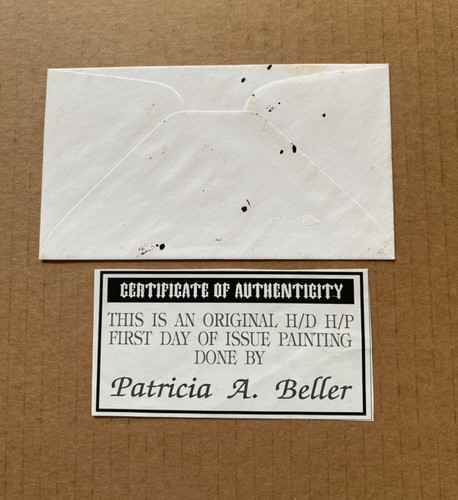 CERTIFICATE OF AUTHENTICITY
THIS IS AN ORIGINAL H/D H/P
FIRST DAY OF ISSUE PAINTING
DONE BY
Patricia A. Beller